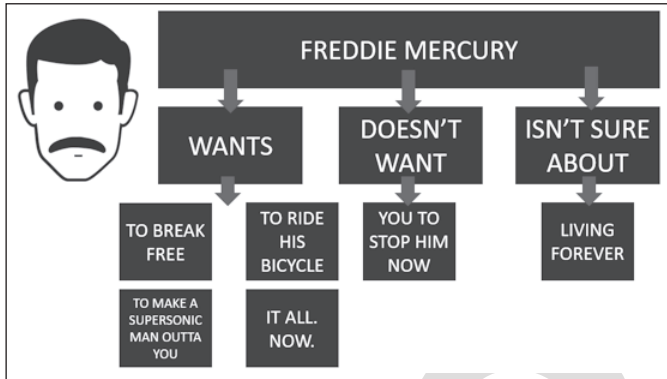 FREDDIE MERCURY
WANTS
DOESN'T
WANT
ISN'T SURE
ABOUT
TO BREAK
FREE
TO RIDE
HIS
BICYCLE
YOU TO
STOP HIM
NOW
LIVING
FOREVER
TO MAKE A
SUPERSONIC
MAN OUTTA
YOU
IT ALL.
NOW.